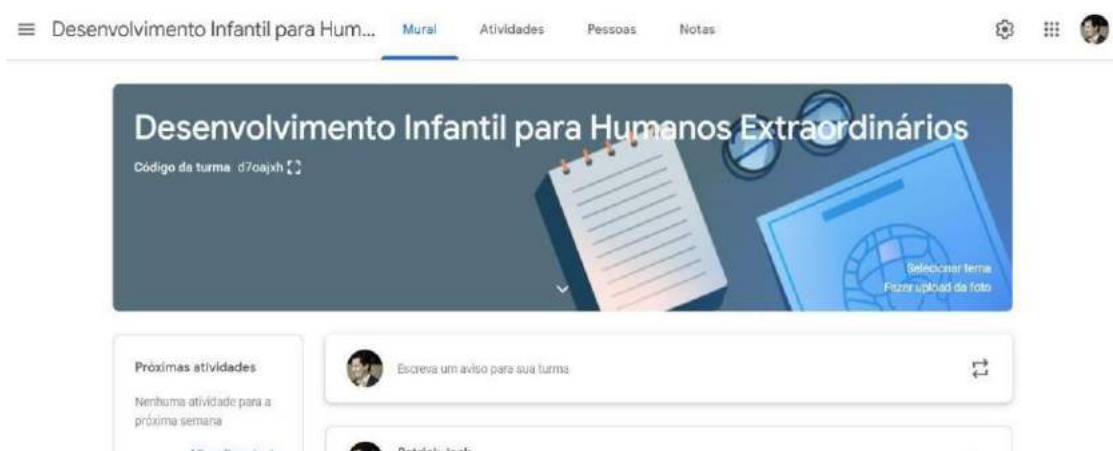 Desenvolvimento Infantil para Hum...
Mural
Atividades
Pessoas
Notas
Desenvolvimento Infantil para Humanos Extraordinários
Código da turma d7oajxh
Selecionar tema
Fazer upload da foto
Próximas atividades
Nenhuma atividade para a
próxima semana
Escreva um aviso para sua turma